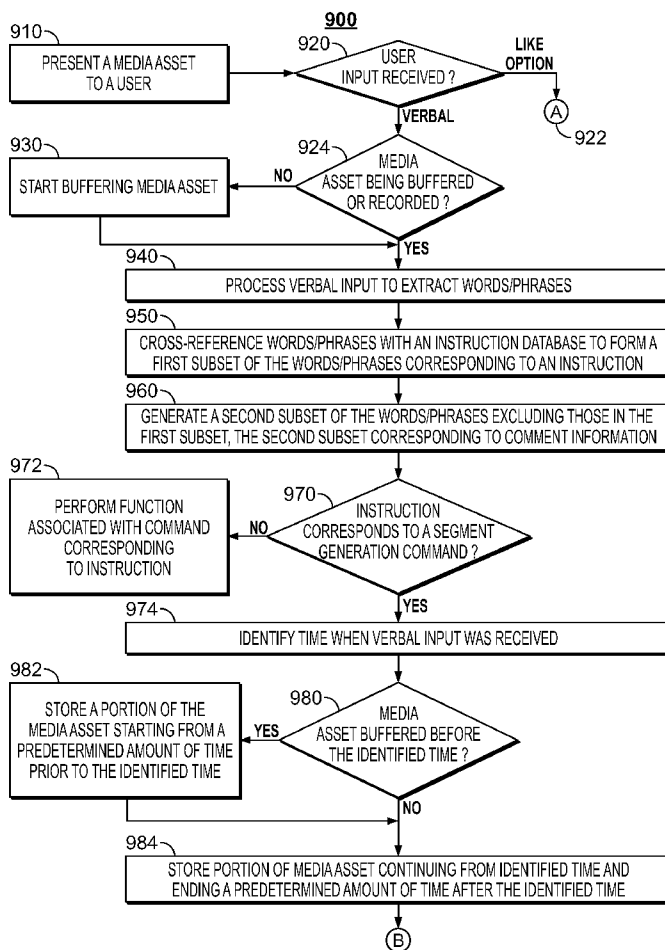 900
910
PRESENT A MEDIA ASSET
TO A USER
920
USER
INPUT RECEIVED ?
LIKE
OPTION
A
922
VERBAL
930
START BUFFERING MEDIA ASSET
924
MEDIA
ASSET BEING BUFFERED
OR RECORDED ?
NO
YES
940
PROCESS VERBAL INPUT TO EXTRACT WORDS/PHRASES
950
CROSS-REFERENCE WORDS/PHRASES WITH AN INSTRUCTION DATABASE TO FORM A
FIRST SUBSET OF THE WORDS/PHRASES CORRESPONDING TO AN INSTRUCTION
960
GENERATE A SECOND SUBSET OF THE WORDS/PHRASES EXCLUDING THOSE IN THE
FIRST SUBSET, THE SECOND SUBSET CORRESPONDING TO COMMENT INFORMATION
972
PERFORM FUNCTION
ASSOCIATED WITH COMMAND
CORRESPONDING
TO INSTRUCTION
970
INSTRUCTION
CORRESPONDS TO A SEGMENT
GENERATION COMMAND ?
NO
YES
974
IDENTIFY TIME WHEN VERBAL INPUT WAS RECEIVED
982
STORE A PORTION OF THE
MEDIA ASSET STARTING FROM A
PREDETERMINED AMOUNT OF TIME
PRIOR TO THE IDENTIFIED TIME
980
MEDIA
ASSET BUFFERED BEFORE
THE IDENTIFIED TIME ?
YES
NO
984
STORE PORTION OF MEDIA ASSET CONTINUING FROM IDENTIFIED TIME AND
ENDING A PREDETERMINED AMOUNT OF TIME AFTER THE IDENTIFIED TIME
B